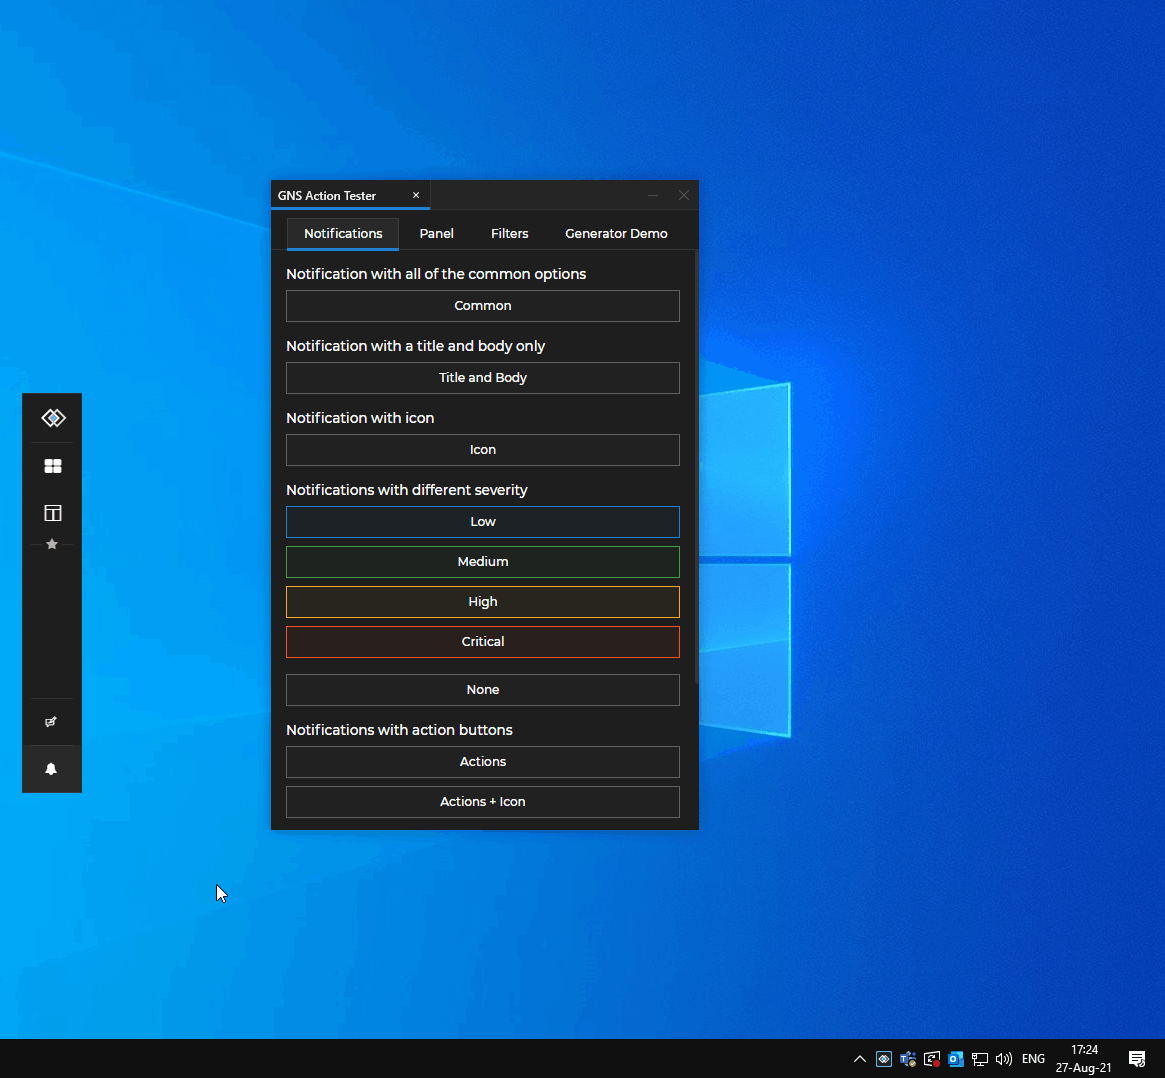 GNS Action Tester
Notifications Panel Filters Generator Demo
Notification with all of the common options
Common
Notification with a title and body only
Title and Body
Notification with icon
Icon
Notifications with different severity
Low
Medium
High
Critical
None
Notifications with action buttons
Actions
Actions + Icon
ENG
17:24
27-Aug-21